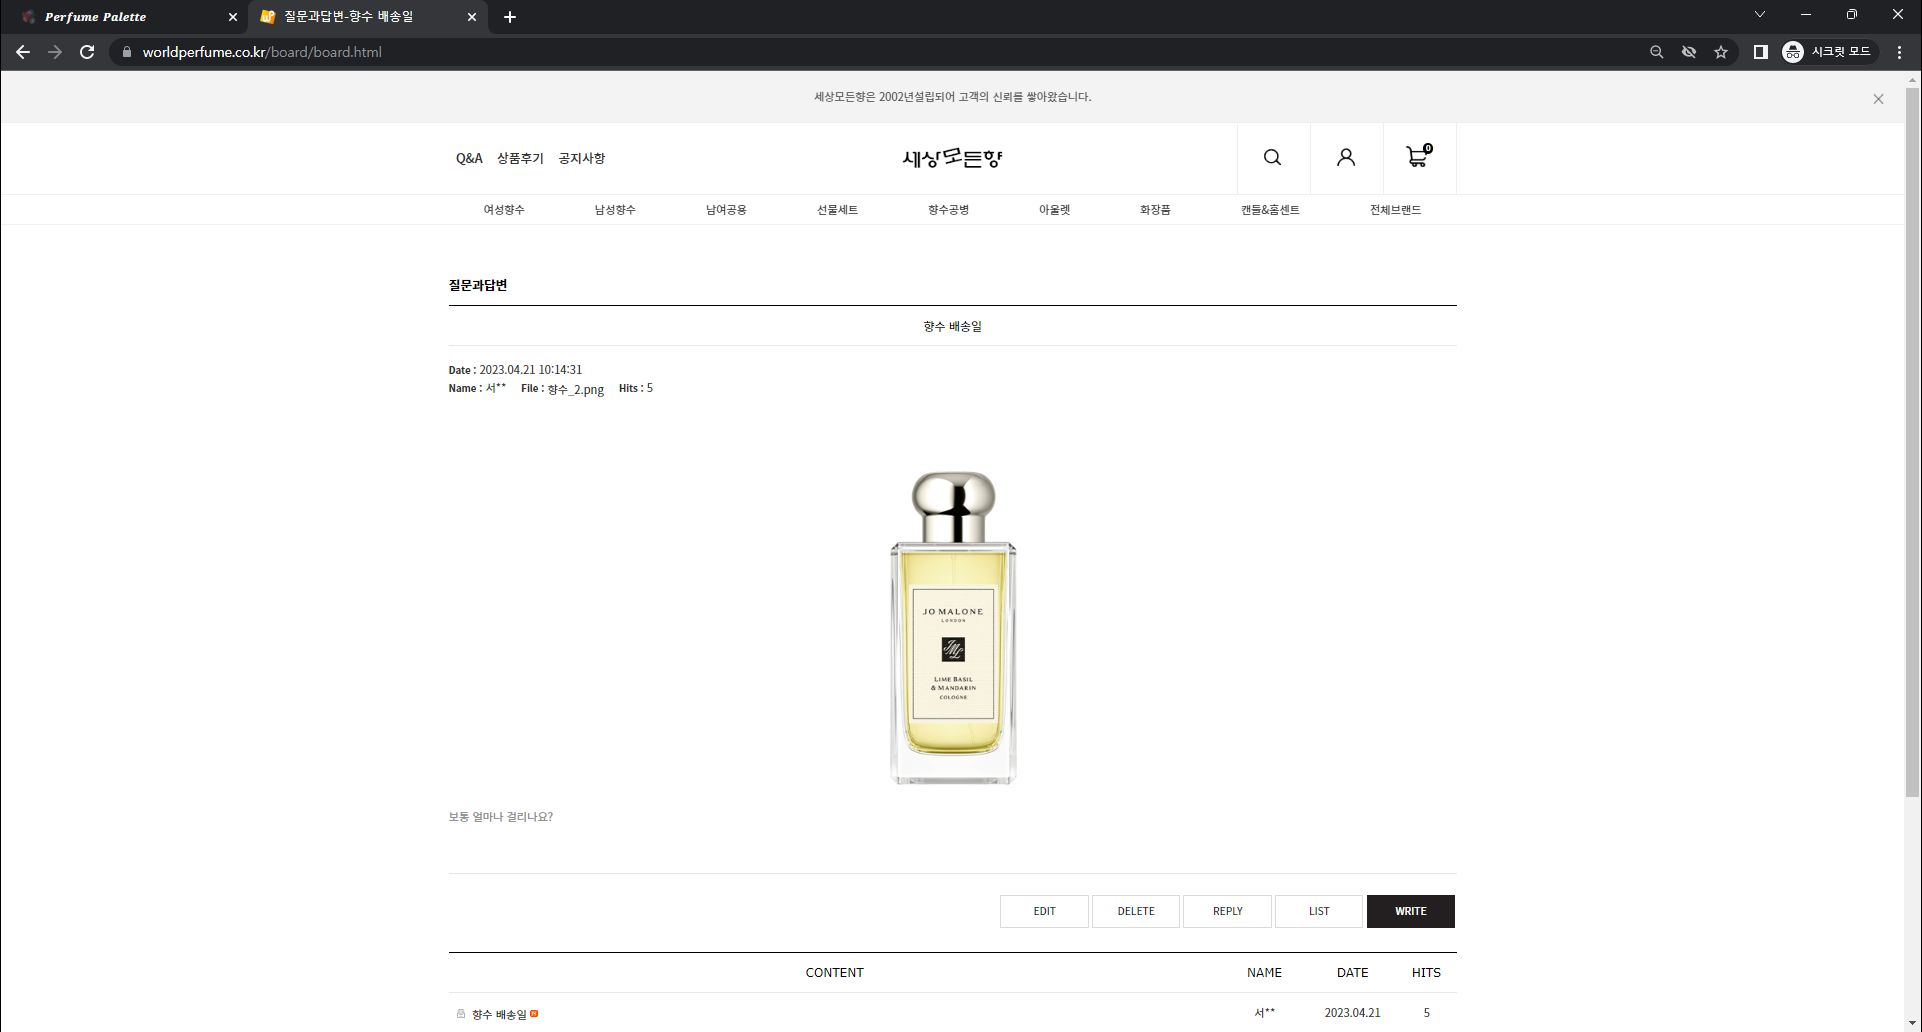 Perfume Palette
질문과답변-향수 배송일
worldperfume.co.kr/board/board.html
시크릿 모드
세상모든향은 2002년설립되어 고객의 신뢰를 쌓아왔습니다.
Q&A 상품후기 공지사항
세상모든향
0
여성향수 남성향수 남여공용 선물세트 향수공병 아울렛 화장품 캔들&홈센트 전체브랜드
질문과답변
향수 배송일
Date : 2023.04.21 10:14:31
Name : 서** File : 향수_2.png Hits : 5
JO MALONE
LONDON
JML
LIME BASIL
& MANDARIN
COLOGNE
보통 얼마나 걸리나요?
EDIT DELETE REPLY LIST WRITE
CONTENT NAME DATE HITS
향수 배송일 서** 2023.04.21 5